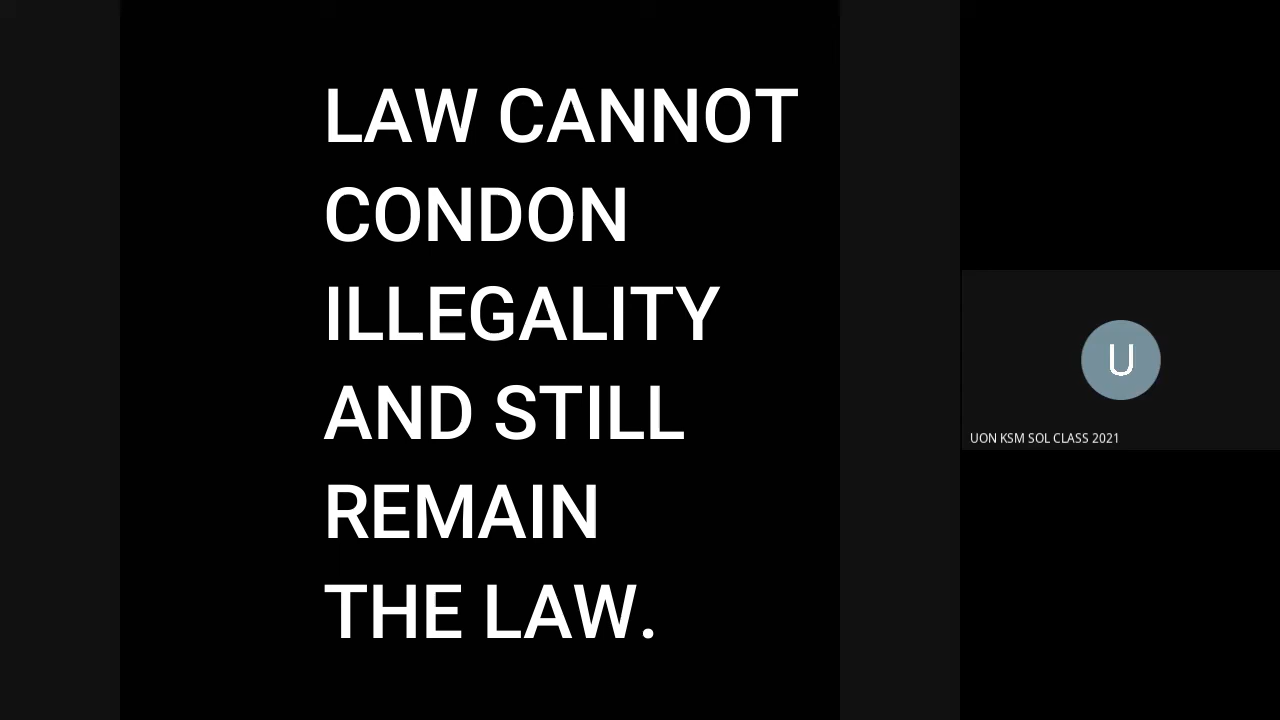 LAW CANNOT
CONDON
ILLEGALITY
AND STILL
REMAIN
THE LAW.
U
UON KSM SOL CLASS 2021